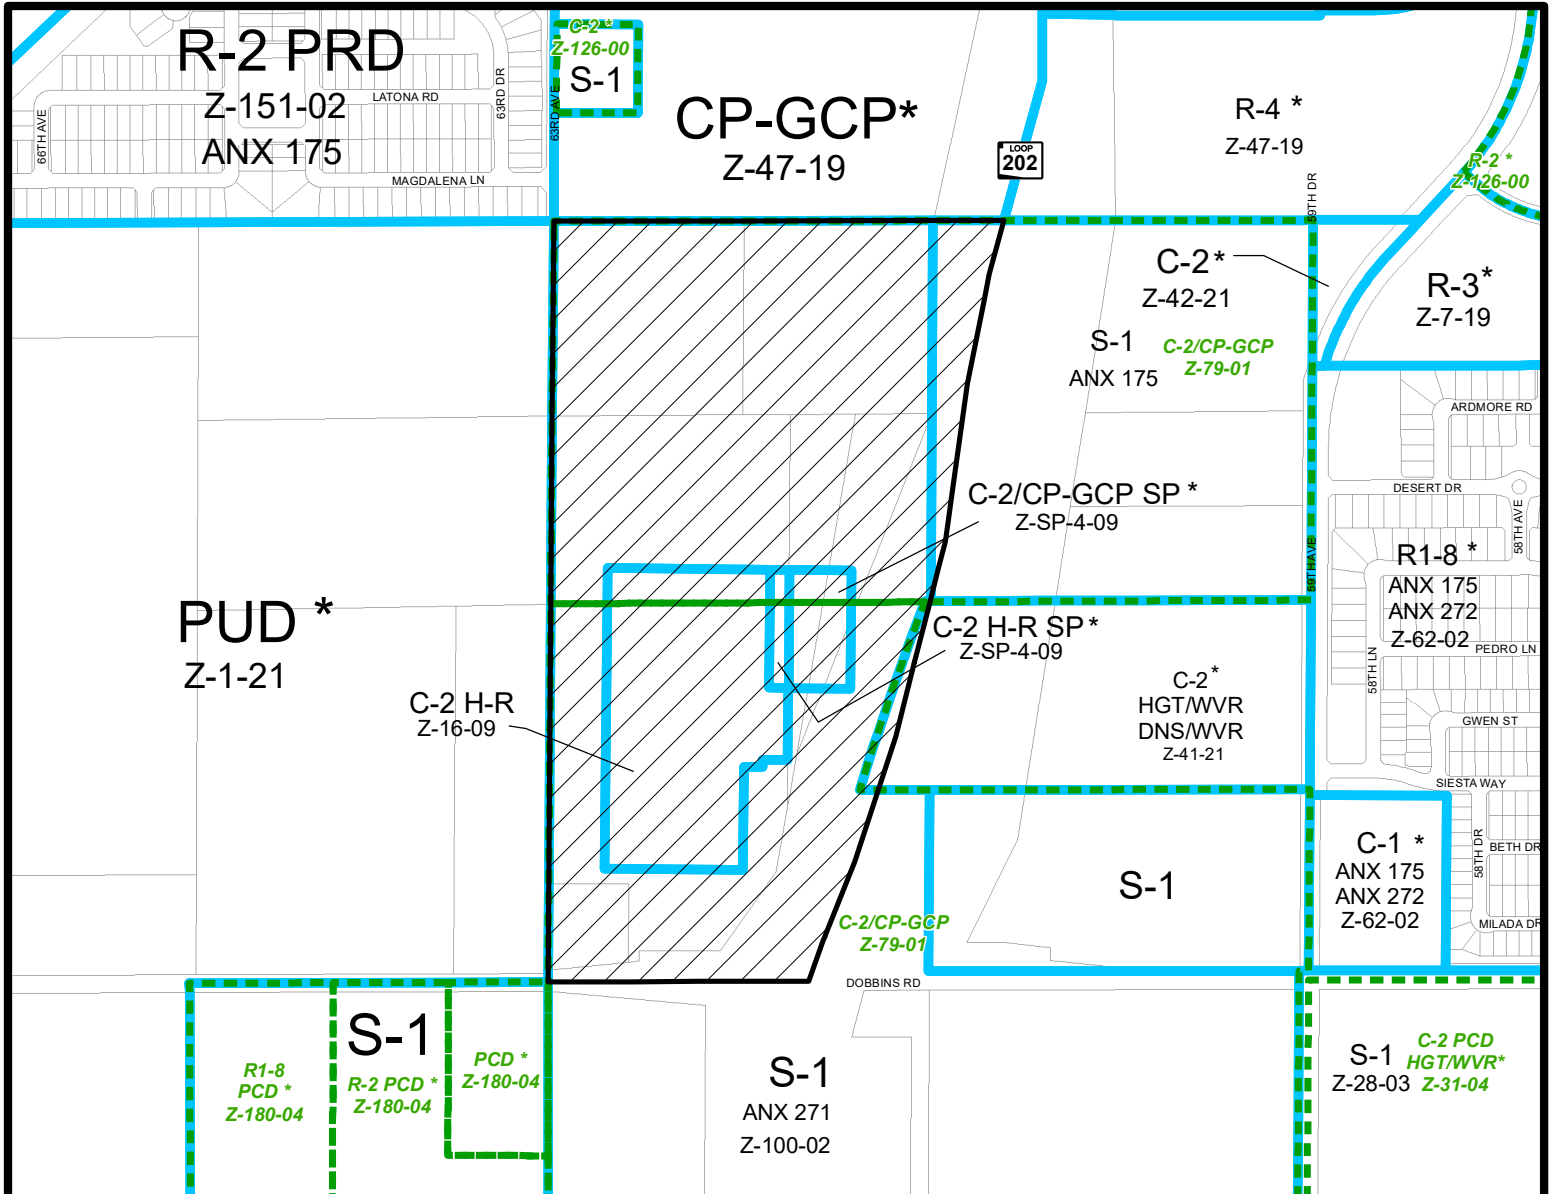 R-2 PRD
Z-151-02
ANX 175
66TH AVE
LATONA RD
63RD DR
MAGDALENA LN
63RD AVE
C-2 *
Z-126-00
S-1
CP-GCP*
Z-47-19
LOOP
202
R-4 *
Z-47-19
R-2 *
Z-126-00
59TH DR
C-2*
Z-42-21
R-3*
Z-7-19
S-1
ANX 175
C-2/CP-GCP
Z-79-01
ARDMORE RD
C-2/CP-GCP SP *
Z-SP-4-09
DESERT DR
58TH AVE
59TH AVE
R1-8 *
ANX 175
ANX 272
Z-62-02
PEDRO LN
58TH LN
PUD *
Z-1-21
C-2 H-R SP *
Z-SP-4-09
C-2 H-R
Z-16-09
C-2*
HGT/WVR
DNS/WVR
Z-41-21
GWEN ST
SIESTA WAY
C-1 *
ANX 175
ANX 272
Z-62-02
58TH DR
BETH DR
MILADA DR
S-1
C-2/CP-GCP
Z-79-01
DOBBINS RD
S-1
R1-8
PCD *
Z-180-04
R-2 PCD *
Z-180-04
PCD *
Z-180-04
S-1
ANX 271
Z-100-02
S-1
Z-28-03
C-2 PCD
HGT/WVR*
Z-31-04